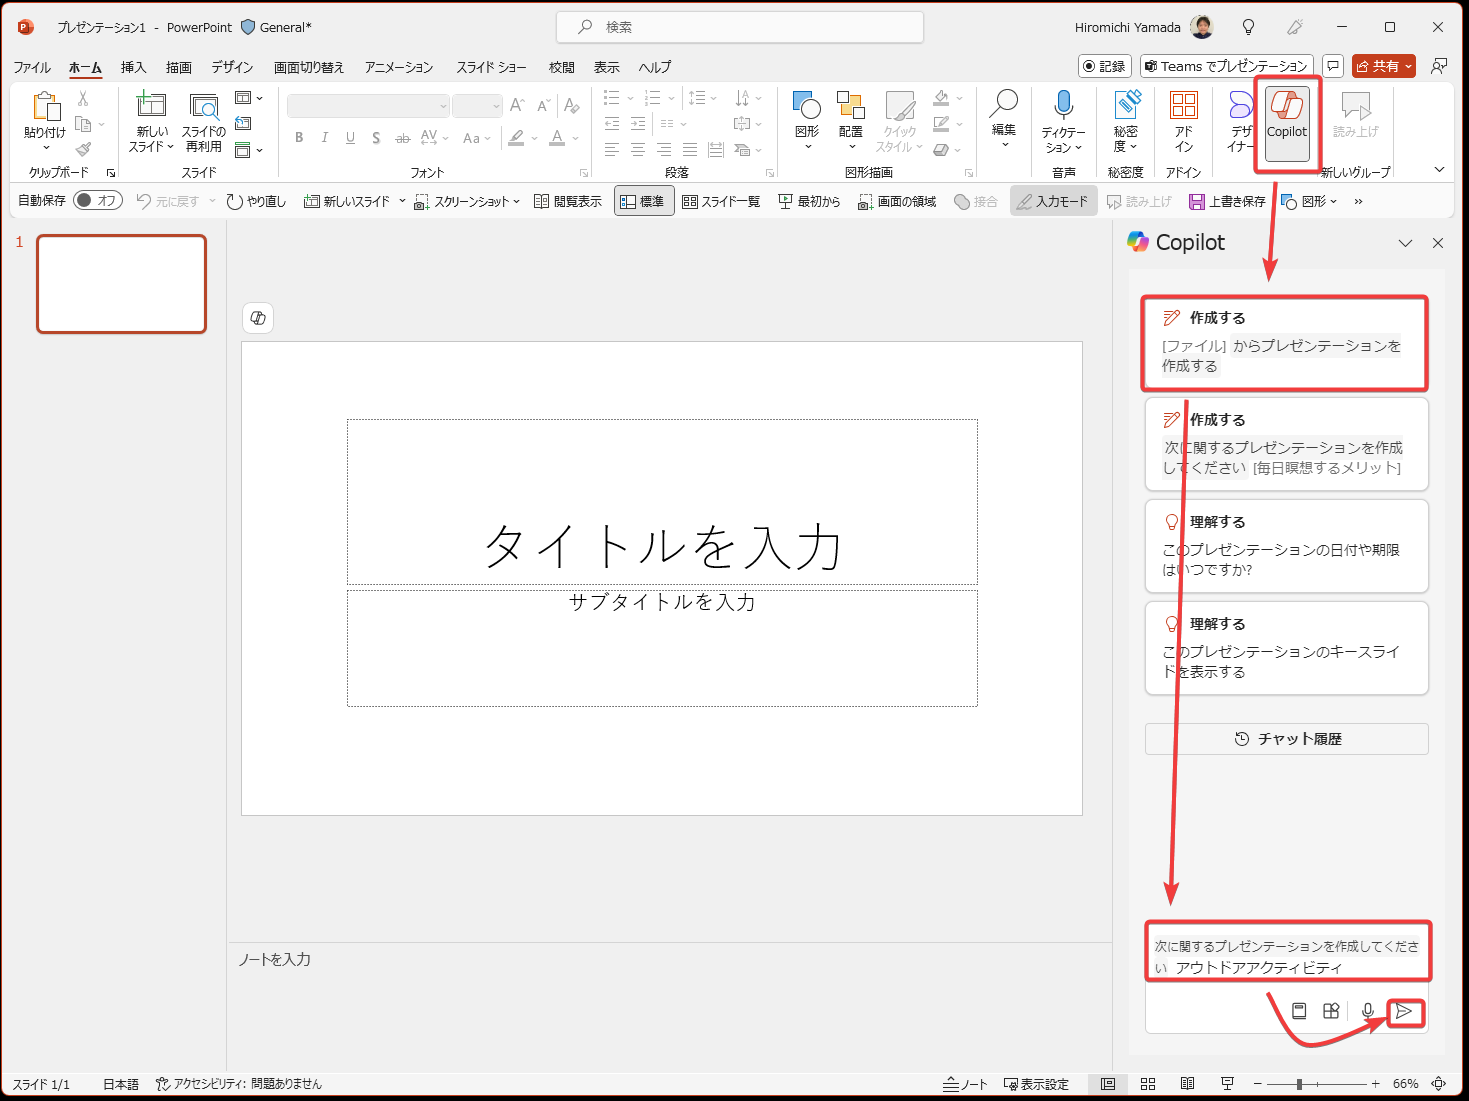 プレゼンテーション1 - PowerPoint General*
検索
Hiromichi Yamada
ファイル ホーム 挿入 描画 デザイン 画面切り替え アニメーション スライド ショー 校閲 表示 ヘルプ
記録 Teams でプレゼンテーション 共有
貼り付け
新しい
スライド
スライドの
再利用
B I U S ab AV Aa A
図形
配置
クイック
スタイル
編集
ディクテー
ション
秘密
度
アド
イン
デザ
イナー
Copilot
読み上げ
クリップボード スライド フォント 段落 図形描画 音声 秘密度 アドイン 新しいグループ
自動保存 オフ 元に戻す やり直し 新しいスライド スクリーンショット 閲覧表示 標準 スライド一覧 最初から 画面の領域 接合 入力モード 読み上げ 上書き保存 図形
1
Copilot
作成する
[ファイル] からプレゼンテーションを
作成する
作成する
次に関するプレゼンテーションを作成
してください [毎日瞑想するメリット]
理解する
このプレゼンテーションの日付や期限
はいつですか?
理解する
このプレゼンテーションのキースライ
ドを表示する
チャット履歴
タイトルを入力
サブタイトルを入力
次に関するプレゼンテーションを作成してくださ
い アウトドアアクティビティ
ノートを入力
スライド 1/1 日本語 アクセシビリティ: 問題ありません ノート 表示設定 66%